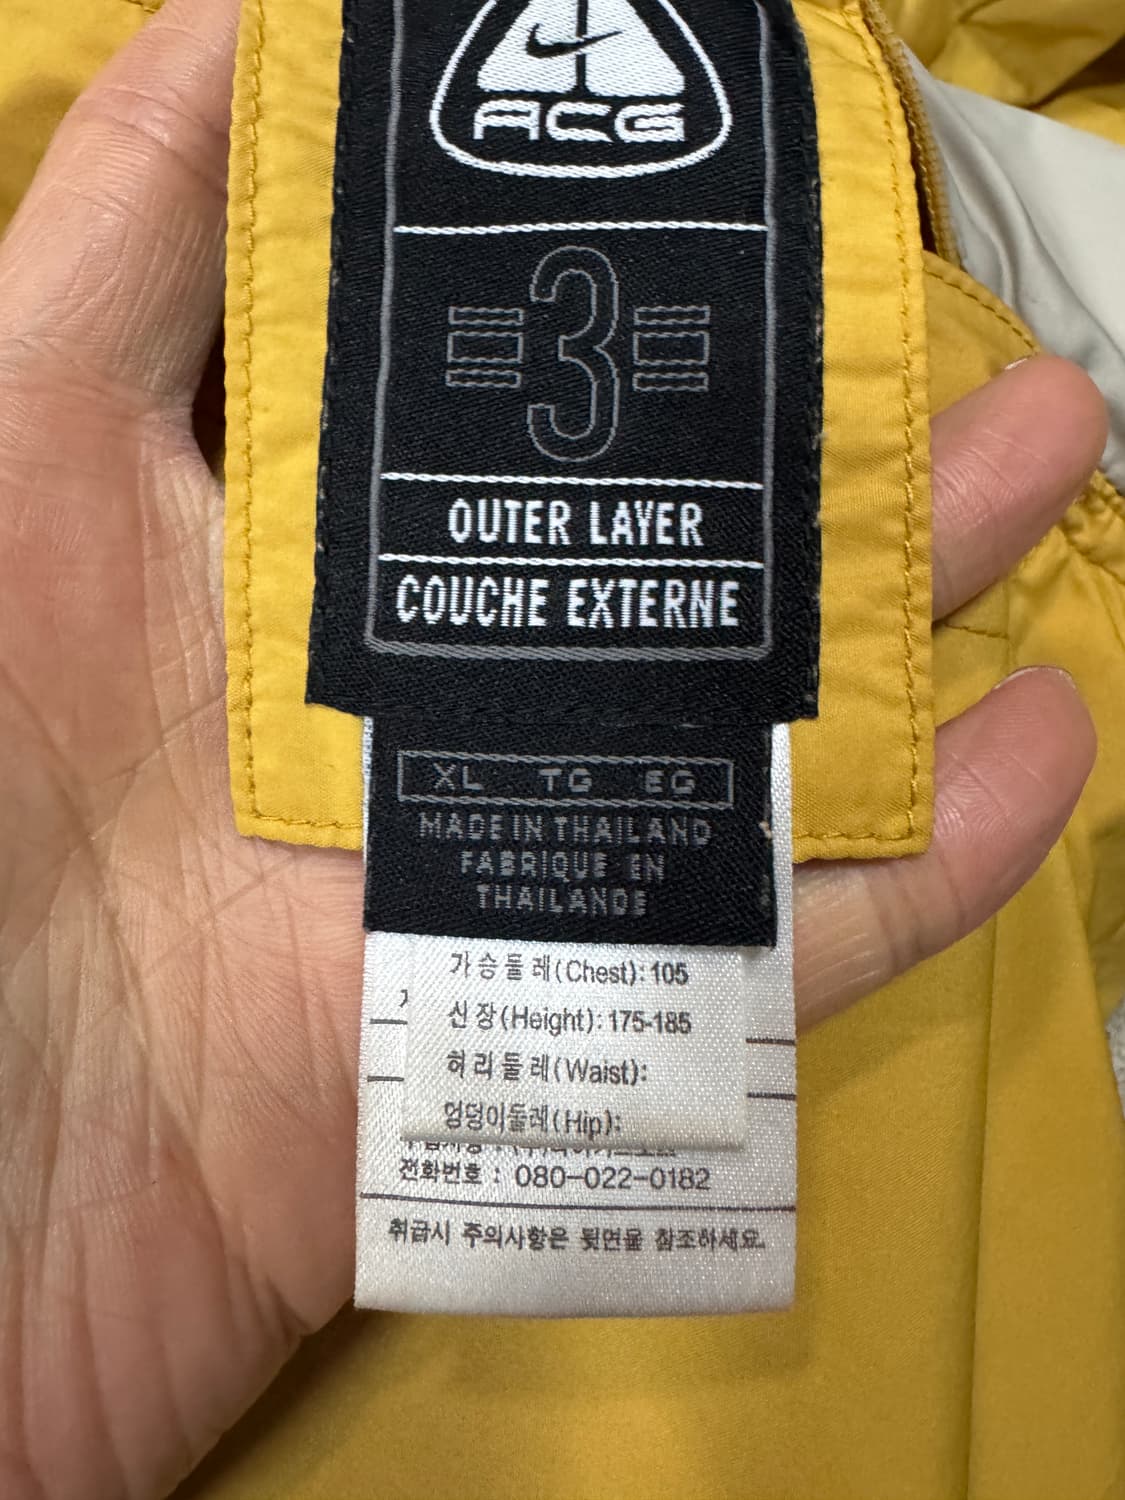 ACG
3
OUTER LAYER
COUCHE EXTERNE
XL TG EG
MADE IN THAILAND
FABRIQUE EN
THAILANDE
가슴둘레(Chest): 105
신장(Height): 175-185
허리둘레(Waist):
엉덩이둘레(Hip):
전화번호 : 080-022-0182
취급시 주의사항은 뒷면을 참조하세요.